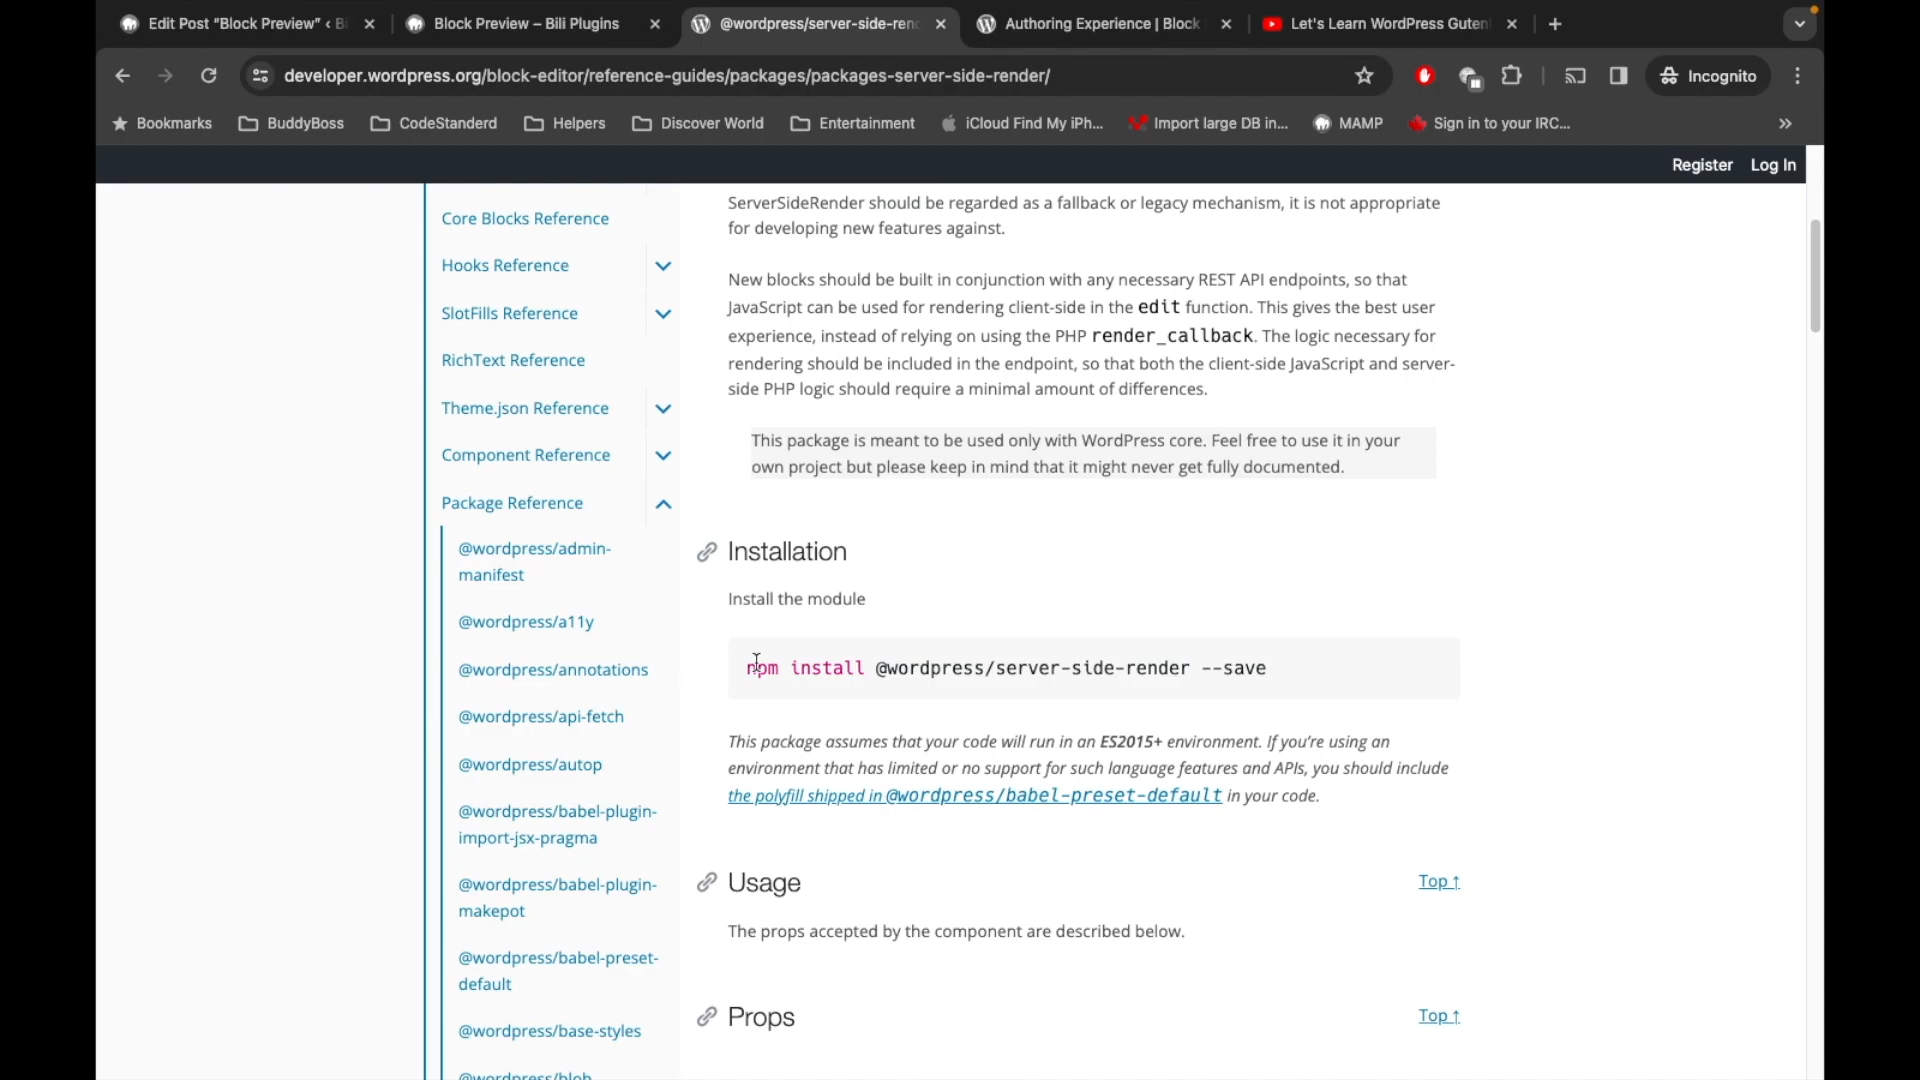 Edit Post “Block Preview” ‹ Bi
Block Preview – Bili Plugins
@wordpress/server-side-ren
Authoring Experience | Block
Let's Learn WordPress Guten
developer.wordpress.org/block-editor/reference-guides/packages/packages-server-side-render/
Incognito
Bookmarks
BuddyBoss
CodeStanderd
Helpers
Discover World
Entertainment
iCloud Find My iPh...
Import large DB in...
MAMP
Sign in to your IRC...
Register
Log In
Core Blocks Reference
Hooks Reference
SlotFills Reference
RichText Reference
Theme.json Reference
Component Reference
Package Reference
@wordpress/admin-
manifest
@wordpress/a11y
@wordpress/annotations
@wordpress/api-fetch
@wordpress/autop
@wordpress/babel-plugin-
import-jsx-pragma
@wordpress/babel-plugin-
makepot
@wordpress/babel-preset-
default
@wordpress/base-styles
@wordpress/blob
ServerSideRender should be regarded as a fallback or legacy mechanism, it is not appropriate
for developing new features against.
New blocks should be built in conjunction with any necessary REST API endpoints, so that
JavaScript can be used for rendering client-side in the edit function. This gives the best user
experience, instead of relying on using the PHP render_callback. The logic necessary for
rendering should be included in the endpoint, so that both the client-side JavaScript and server-
side PHP logic should require a minimal amount of differences.
This package is meant to be used only with WordPress core. Feel free to use it in your
own project but please keep in mind that it might never get fully documented.
Installation
Install the module
npm install @wordpress/server-side-render --save
This package assumes that your code will run in an ES2015+ environment. If you’re using an
environment that has limited or no support for such language features and APIs, you should include
the polyfill shipped in @wordpress/babel-preset-default in your code.
Usage
Top ↑
The props accepted by the component are described below.
Props
Top ↑